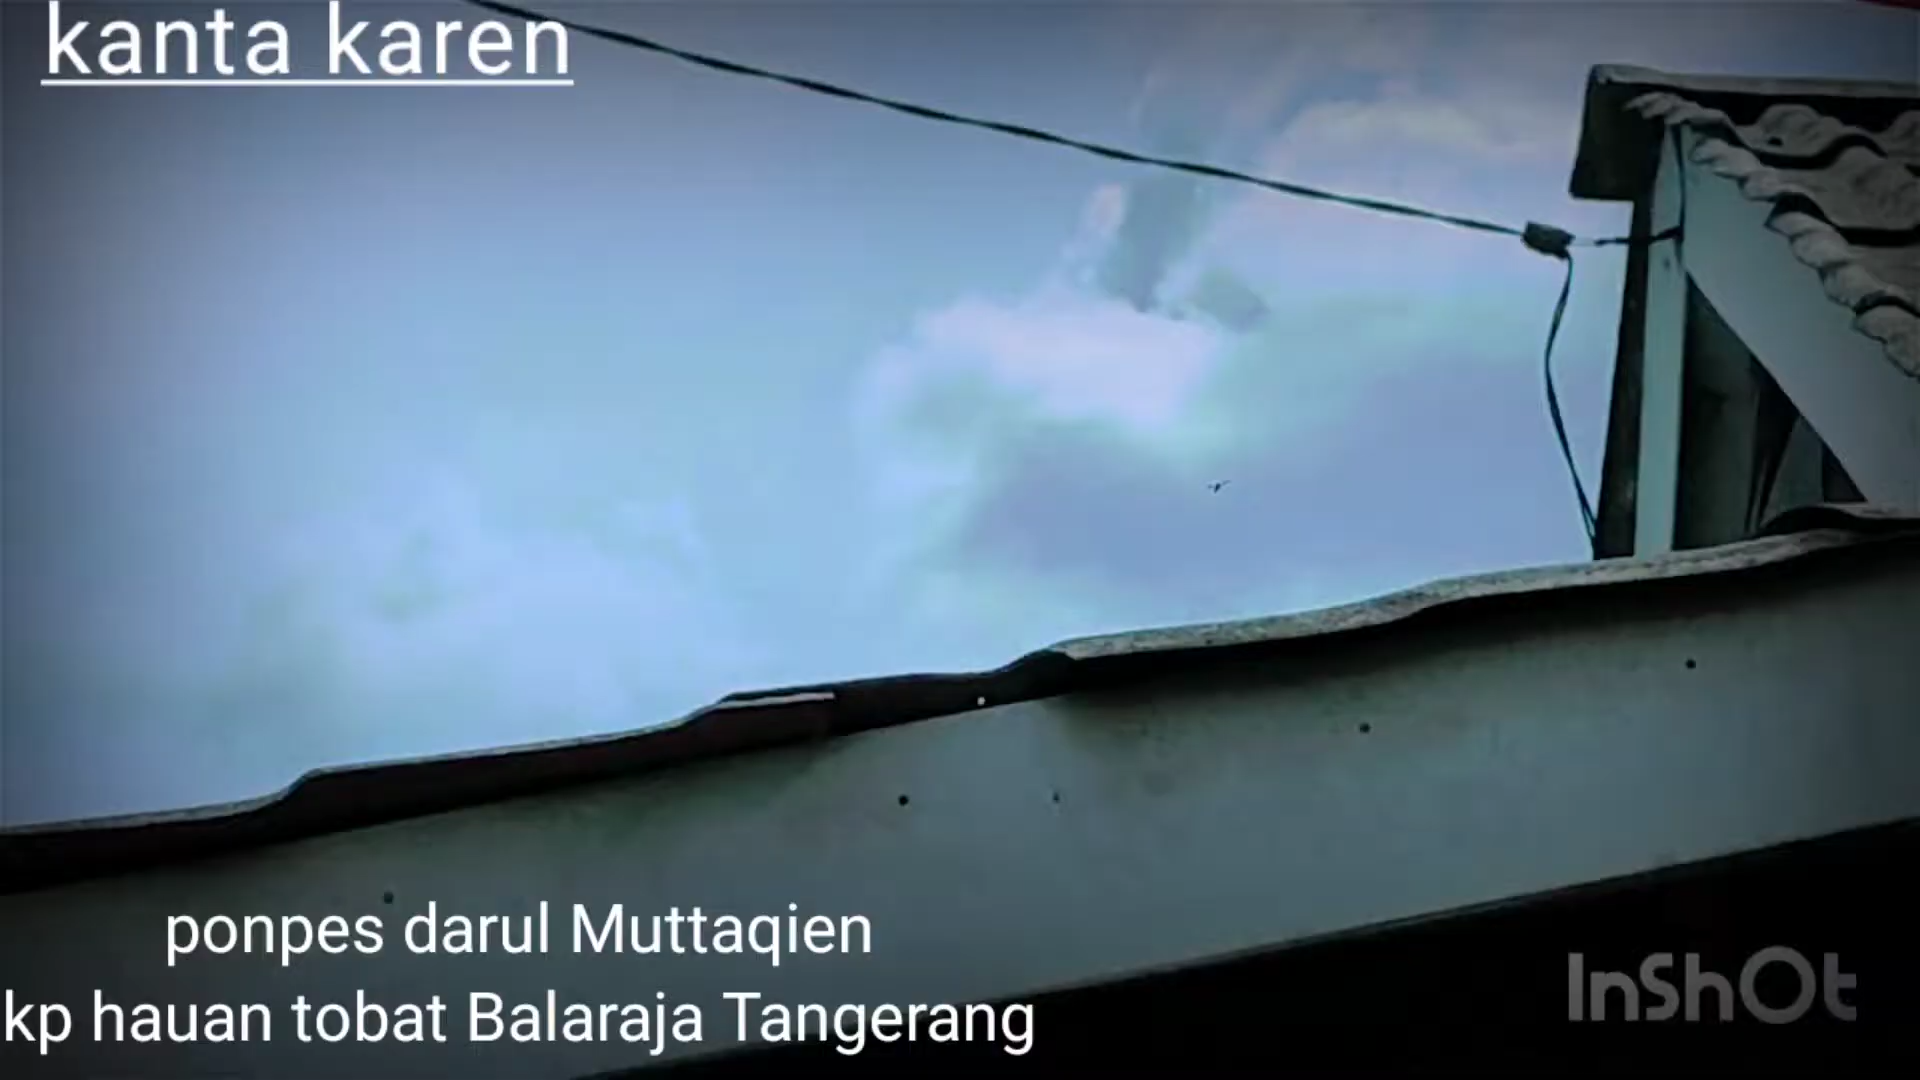 kanta karen
ponpes darul Muttaqien
kp hauan tobat Balaraja Tangerang
InShOt